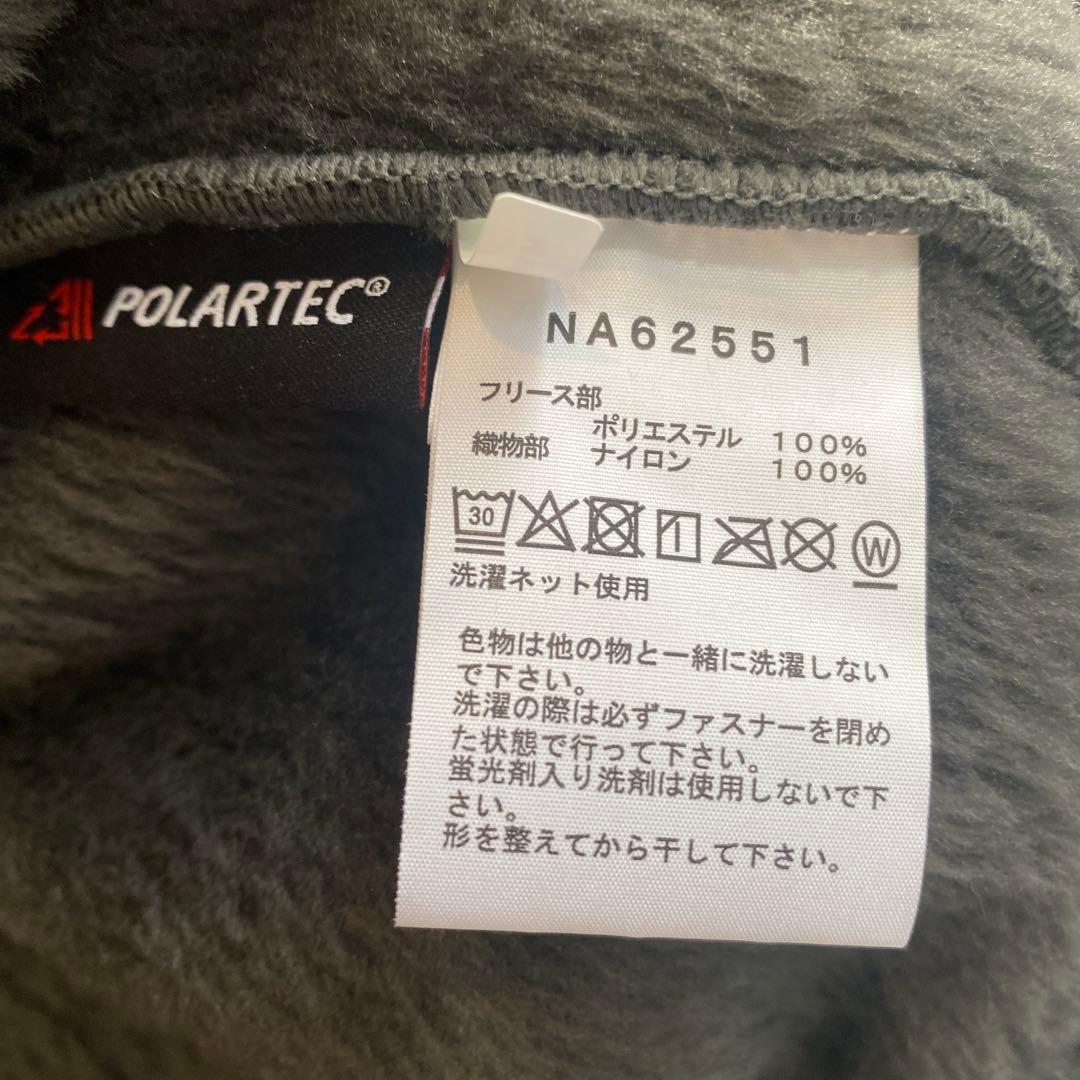 POLARTEC®
NA62551
フリース部
ポリエステル 100%
織物部 ナイロン 100%
30
W
洗濯ネット使用
色物は他の物と一緒に洗濯しない
で下さい。
洗濯の際は必ずファスナーを閉め
た状態で行って下さい。
蛍光剤入り洗剤は使用しないで下
さい。
形を整えてから干して下さい。